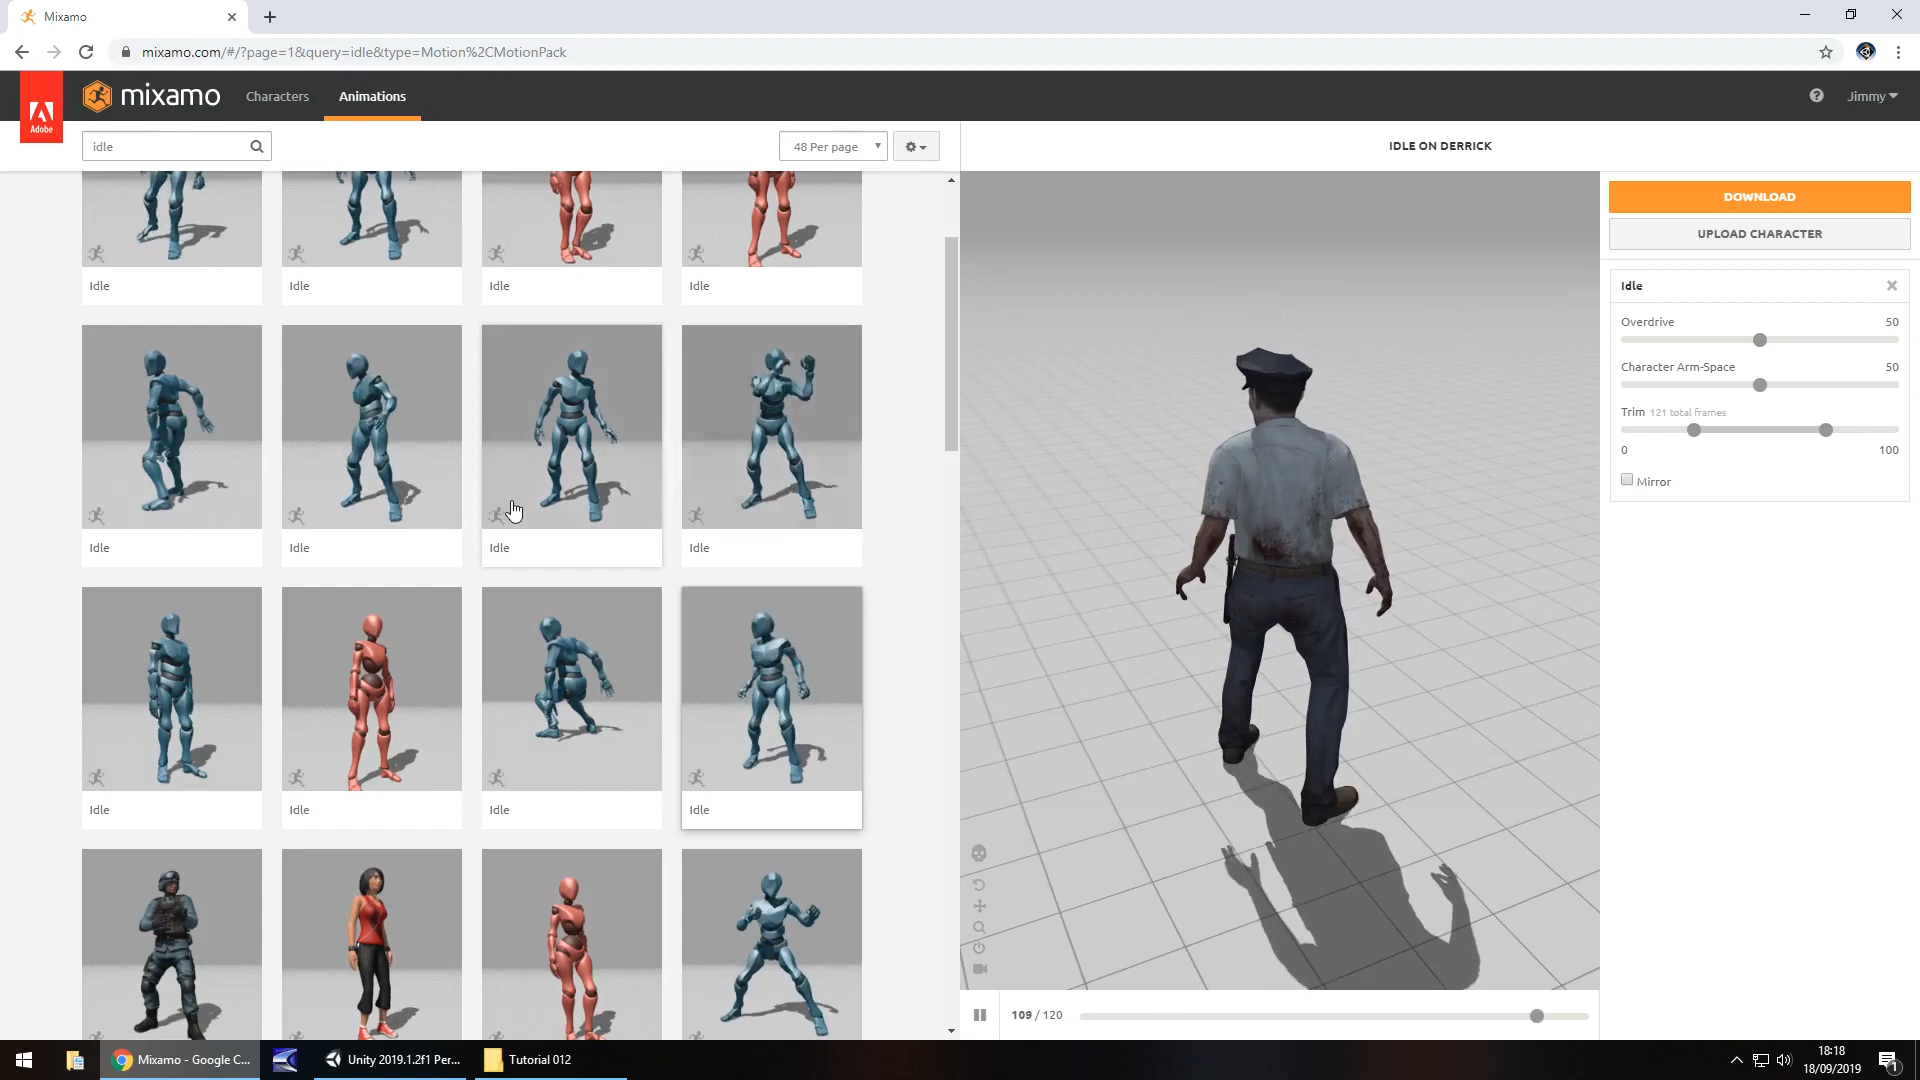 Mixamo
mixamo.com/#/?page=1&query=idle&type=Motion%2CMotionPack
Adobe
mixamo
Characters
Animations
Jimmy
idle
48 Per page
IDLE ON DERRICK
DOWNLOAD
UPLOAD CHARACTER
Idle
Overdrive 50
Character Arm-Space 50
Trim 121 total frames
0 100
Mirror
Idle Idle Idle Idle
Idle Idle Idle Idle
Idle Idle Idle Idle
109 / 120
Mixamo - Google C...
Unity 2019.1.2f1 Per...
Tutorial 012
18:18
18/09/2019
1